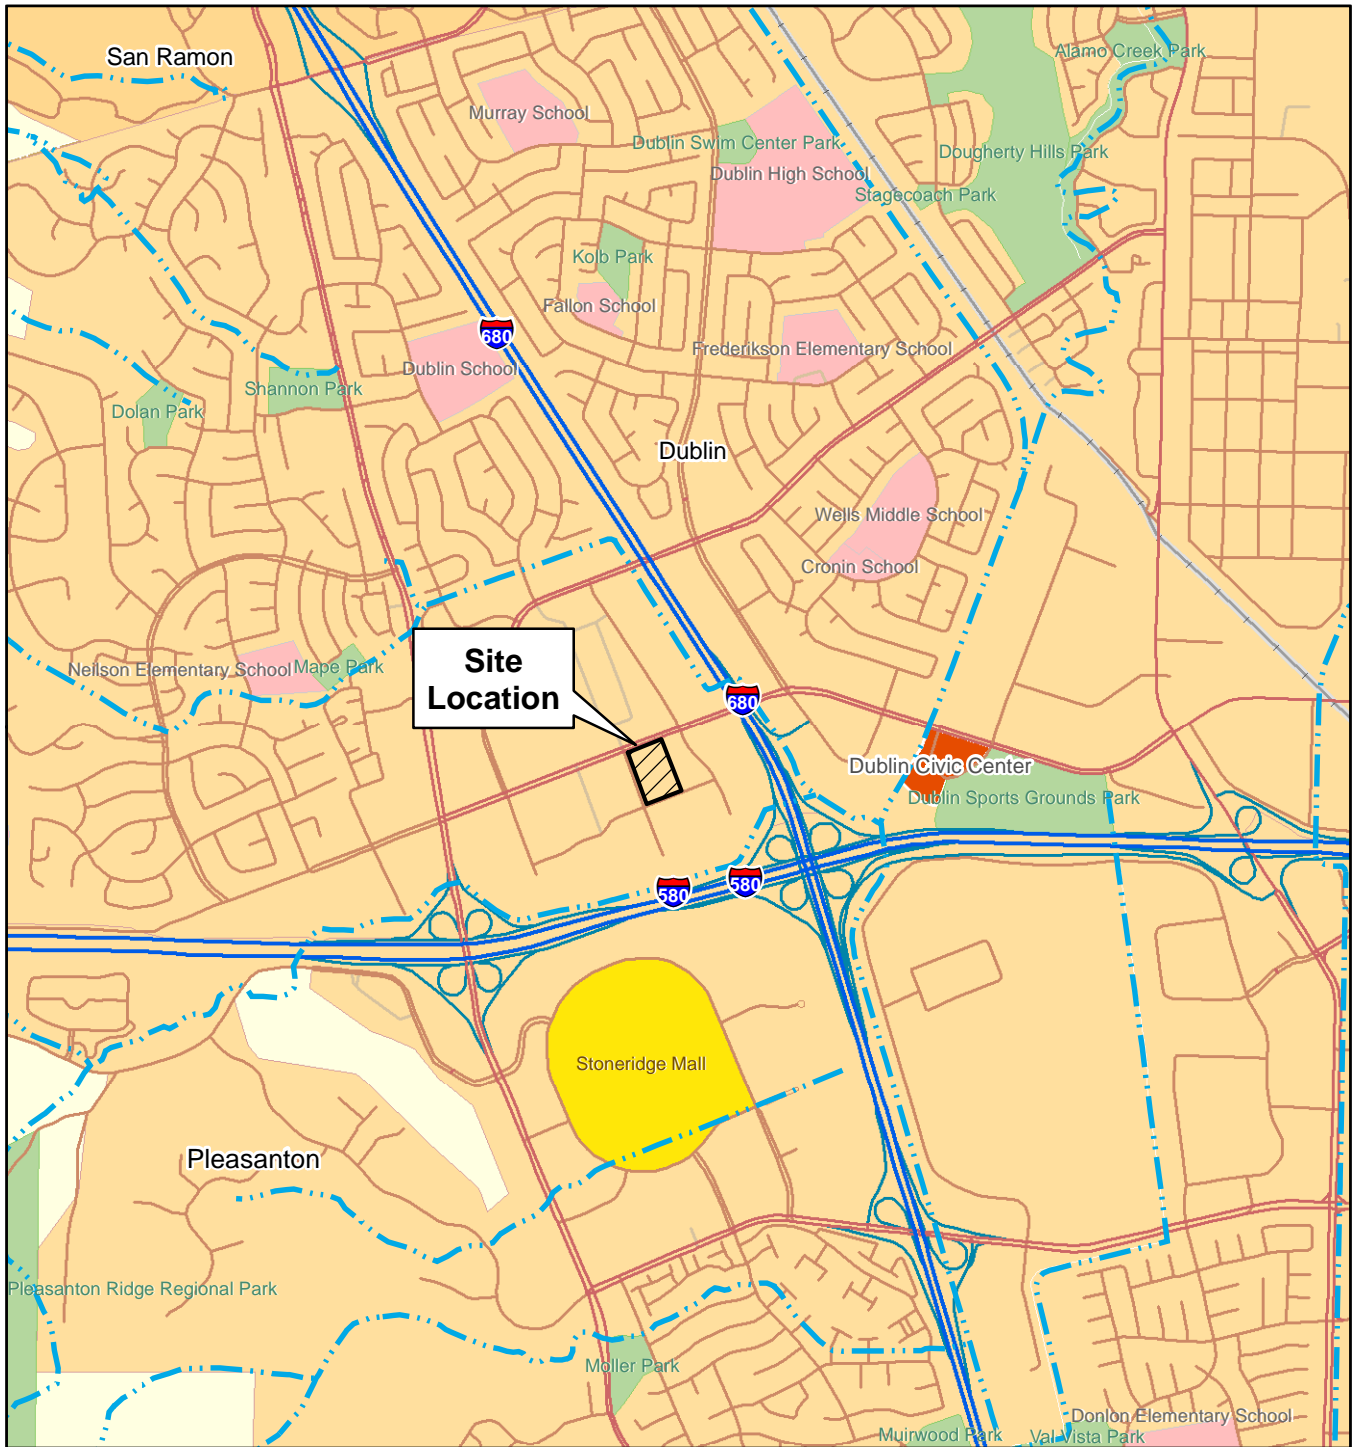 San Ramon
Alamo Creek Park
Murray School
Dublin Swim Center Park
Dougherty Hills Park
Dublin High School
Stagecoach Park
Kolb Park
Fallon School
680
Frederikson Elementary School
Dublin School
Shannon Park
Dolan Park
Dublin
Wells Middle School
Cronin School
Site
Location
Neilson Elementary School
Mape Park
680
Dublin Civic Center
Dublin Sports Grounds Park
580
580
Stoneridge Mall
Pleasanton
Pleasanton Ridge Regional Park
Moller Park
Donlon Elementary School
Muirwood Park
Val Vista Park